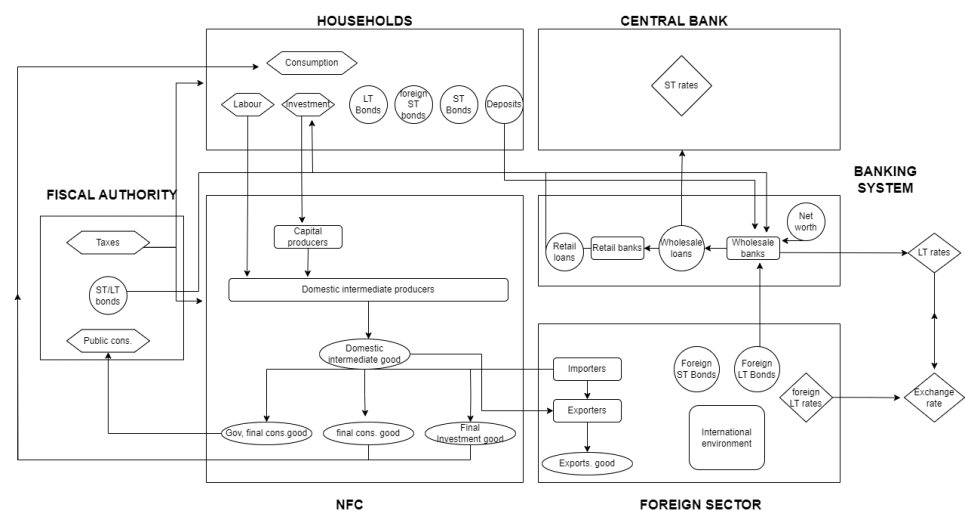 HOUSEHOLDS
CENTRAL BANK
Consumption
Labour
Investment
LT
Bonds
foreign
ST
bonds
ST
Bonds
Deposits
ST rates
FISCAL AUTHORITY
Taxes
ST/LT
bonds
Public cons.
BANKING
SYSTEM
Capital
producers
Domestic intermediate producers
Domestic
intermediate good
Gov, final cons.good
final cons. good
Final
Investment good
NFC
Retail
loans
Retail banks
Wholesale
loans
Wholesale
banks
Net
worth
LT rates
Importers
Exporters
Exports. good
Foreign
ST Bonds
Foreign
LT Bonds
foreign
LT rates
International
environment
Exchange
rate
FOREIGN SECTOR